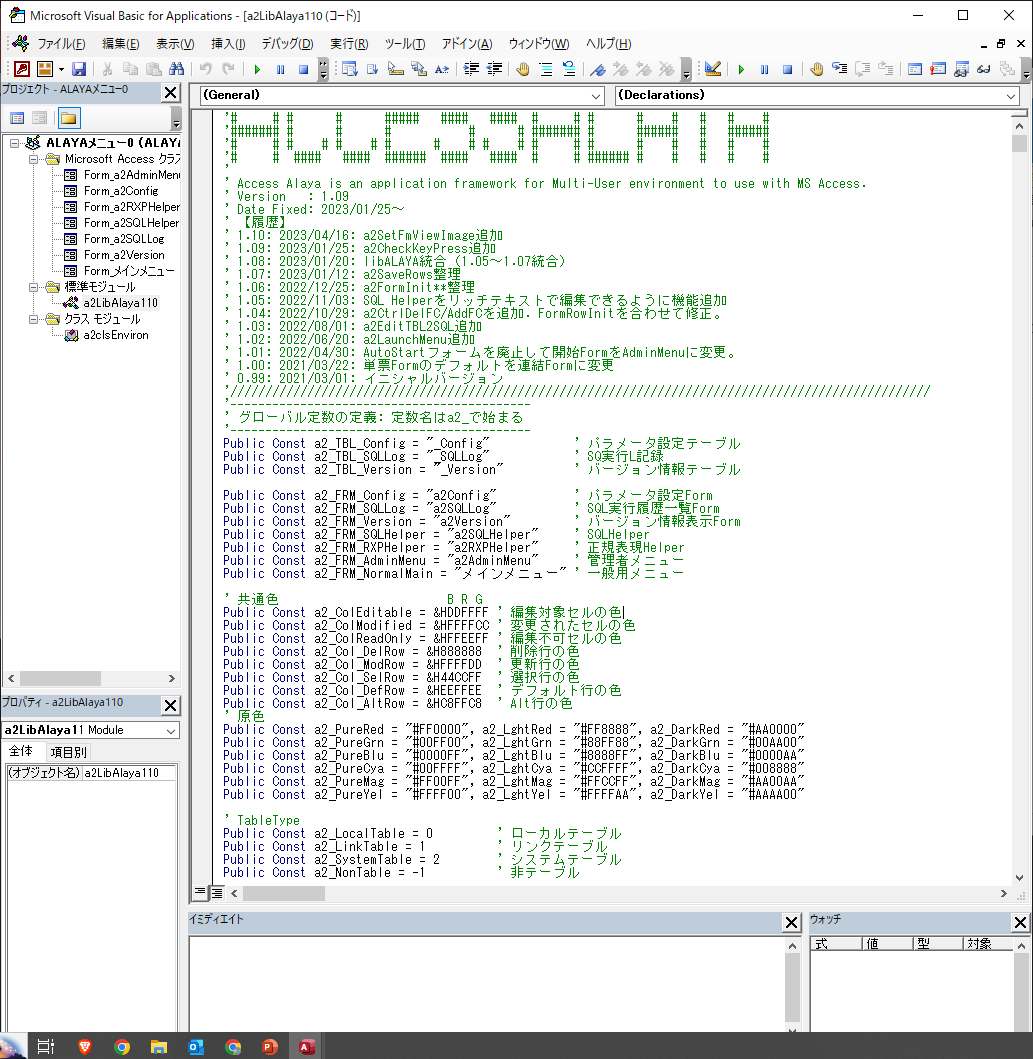 Microsoft Visual Basic for Applications - [a2LibAlaya110 (コード)]
ファイル(F) 編集(E) 表示(V) 挿入(I) デバッグ(D) 実行(R) ツール(T) アドイン(A) ウィンドウ(W) ヘルプ(H)
プロジェクト - ALAYAメニュー0
ALAYAメニュー0 (ALAYA
Microsoft Access クラス
Form_a2AdminMenu
Form_a2Config
Form_a2RXPHelper
Form_a2SQLHelper
Form_a2SQLLog
Form_a2Version
Form_メインメニュー
標準モジュール
a2LibAlaya110
クラス モジュール
a2clsEnviron
プロパティ - a2LibAlaya110
a2LibAlaya11 Module
全体 項目別
(オブジェクト名) a2LibAlaya110
(General) (Declarations)
' Access Alaya is an application framework for Multi-User environment to use with MS Access.
' Version   : 1.09
' Date Fixed: 2023/01/25～
' 【履歴】
' 1.10: 2023/04/16: a2SetFmViewImage追加
' 1.09: 2023/01/25: a2CheckKeyPress追加
' 1.08: 2023/01/20: libALAYA統合（1.05～1.07統合）
' 1.07: 2023/01/12: a2SaveRows整理
' 1.06: 2022/12/25: a2FormInit**整理
' 1.05: 2022/11/03: SQL Helperをリッチテキストで編集できるように機能追加
' 1.04: 2022/10/29: a2CtrlDelFC/AddFCを追加．FormRowInitを合わせて修正。
' 1.03: 2022/08/01: a2EditTBL2SQL追加
' 1.02: 2022/06/20: a2LaunchMenu追加
' 1.01: 2022/04/30: AutoStartフォームを廃止して開始FormをAdminMenuに変更。
' 1.00: 2021/03/22: 単票Formのデフォルトを連結Formに変更
' 0.99: 2021/03/01: イニシャルバージョン
'////////////////////////////////////////////////////////////////////////////////////////////////////
'-------------------------------------------
' グローバル定数の定義: 定数名はa2_で始まる
'-------------------------------------------
Public Const a2_TBL_Config = "_Config" ' パラメータ設定テーブル
Public Const a2_TBL_SQLLog = "_SQLLog" ' SQ実行L記録
Public Const a2_TBL_Version = "_Version" ' バージョン情報テーブル
Public Const a2_FRM_Config = "a2Config" ' パラメータ設定Form
Public Const a2_FRM_SQLLog = "a2SQLLog" ' SQL実行履歴一覧Form
Public Const a2_FRM_Version = "a2Version" ' バージョン情報表示Form
Public Const a2_FRM_SQLHelper = "a2SQLHelper" ' SQLHelper
Public Const a2_FRM_RXPHelper = "a2RXPHelper" ' 正規表現Helper
Public Const a2_FRM_AdminMenu = "a2AdminMenu" ' 管理者メニュー
Public Const a2_FRM_NormalMain = "メインメニュー" ' 一般用メニュー
' 共通色 B R G
Public Const a2_ColEditable = &HDDFFFF ' 編集対象セルの色
Public Const a2_ColModified = &HFFFFCC ' 変更されたセルの色
Public Const a2_ColReadOnly = &HFFEEFF ' 編集不可セルの色
Public Const a2_Col_DelRow = &H888888 ' 削除行の色
Public Const a2_Col_ModRow = &HFFFFDD ' 更新行の色
Public Const a2_Col_SelRow = &H44CCFF ' 選択行の色
Public Const a2_Col_DefRow = &HEEFFEE ' デフォルト行の色
Public Const a2_Col_AltRow = &HC8FFC8 ' Alt行の色
' 原色
Public Const a2_PureRed = "#FF0000", a2_LghtRed = "#FF8888", a2_DarkRed = "#AA0000"
Public Const a2_PureGrn = "#00FF00", a2_LghtGrn = "#88FF88", a2_DarkGrn = "#00AA00"
Public Const a2_PureBlu = "#0000FF", a2_LghtBlu = "#8888FF", a2_DarkBlu = "#0000AA"
Public Const a2_PureCya = "#00FFFF", a2_LghtCya = "#CCFFFF", a2_DarkCya = "#008888"
Public Const a2_PureMag = "#FF00FF", a2_LghtMag = "#FFCCFF", a2_DarkMag = "#AA00AA"
Public Const a2_PureYel = "#FFFF00", a2_LghtYel = "#FFFFAA", a2_DarkYel = "#AAAA00"
' TableType
Public Const a2_LocalTable = 0 ' ローカルテーブル
Public Const a2_LinkTable = 1 ' リンクテーブル
Public Const a2_SystemTable = 2 ' システムテーブル
Public Const a2_NonTable = -1 ' 非テーブル
イミディエイト
ウォッチ
式 値 型 対象